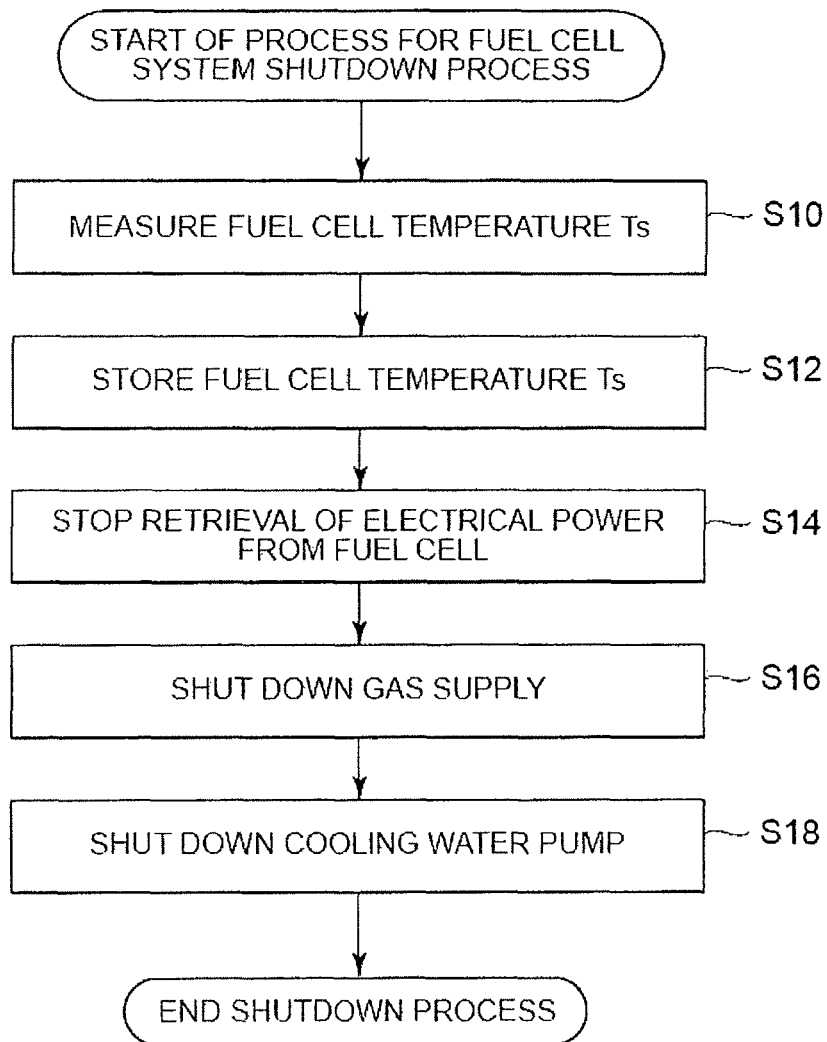 START OF PROCESS FOR FUEL CELL
SYSTEM SHUTDOWN PROCESS
MEASURE FUEL CELL TEMPERATURE Ts
S10
STORE FUEL CELL TEMPERATURE Ts
S12
STOP RETRIEVAL OF ELECTRICAL POWER
FROM FUEL CELL
S14
SHUT DOWN GAS SUPPLY
S16
SHUT DOWN COOLING WATER PUMP
S18
END SHUTDOWN PROCESS